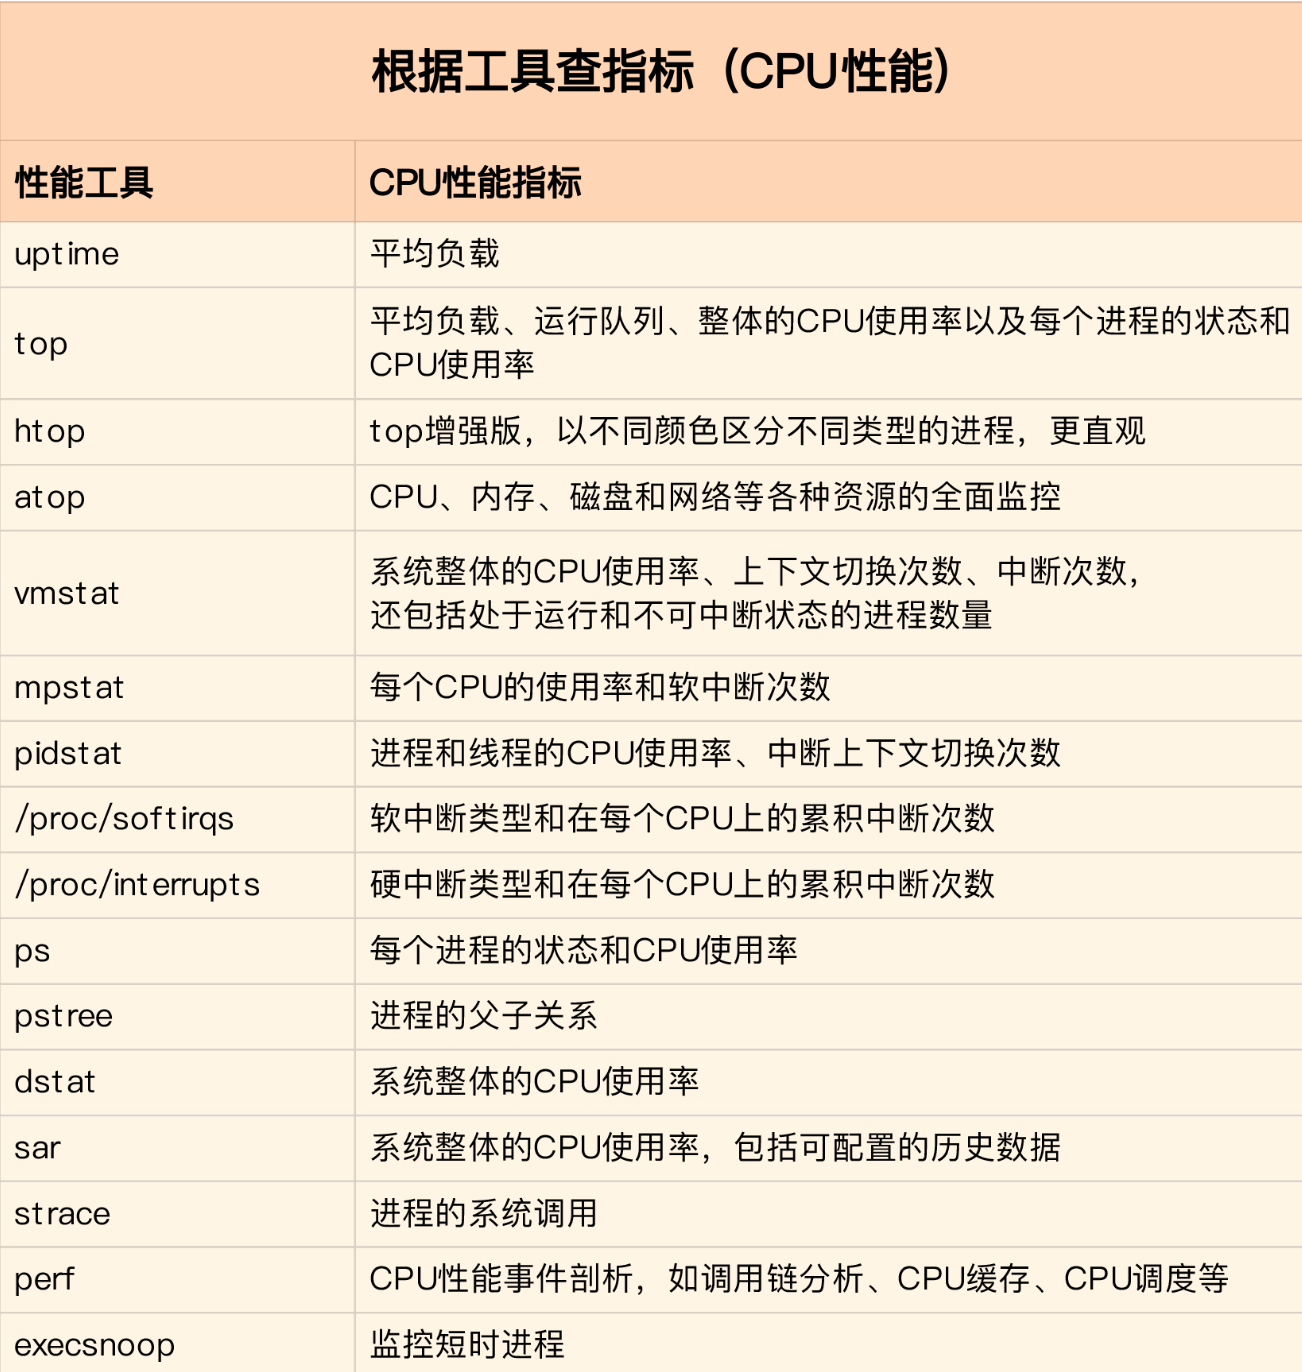 根据工具查指标（CPU性能）
性能工具
CPU性能指标
uptime
平均负载
top
平均负载、运行队列、整体的CPU使用率以及每个进程的状态和
CPU使用率
htop
top增强版，以不同颜色区分不同类型的进程，更直观
atop
CPU、内存、磁盘和网络等各种资源的全面监控
vmstat
系统整体的CPU使用率、上下文切换次数、中断次数，
还包括处于运行和不可中断状态的进程数量
mpstat
每个CPU的使用率和软中断次数
pidstat
进程和线程的CPU使用率、中断上下文切换次数
/proc/softirqs
软中断类型和在每个CPU上的累积中断次数
/proc/interrupts
硬中断类型和在每个CPU上的累积中断次数
ps
每个进程的状态和CPU使用率
pstree
进程的父子关系
dstat
系统整体的CPU使用率
sar
系统整体的CPU使用率，包括可配置的历史数据
strace
进程的系统调用
perf
CPU性能事件剖析，如调用链分析、CPU缓存、CPU调度等
execsnoop
监控短时进程